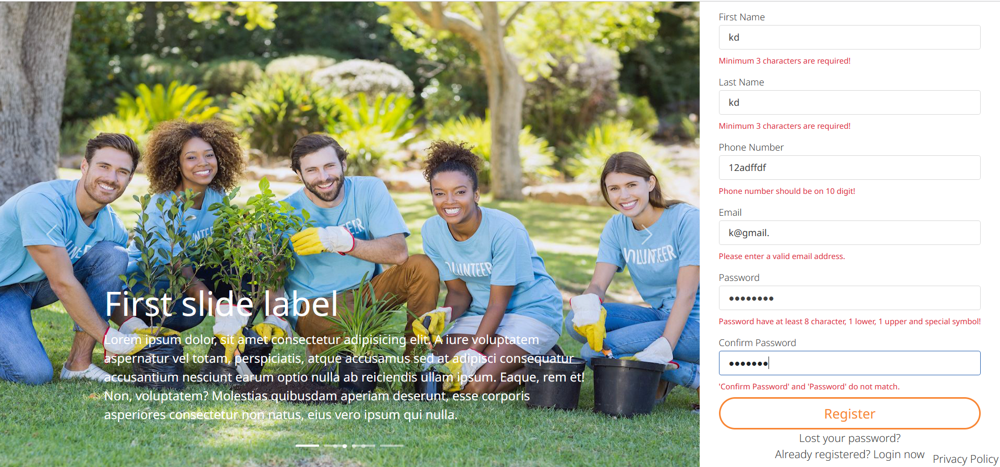 VOLUNTEER
VOLUNTEER
First slide label
Lorem ipsum dolor, sit amet consectetur adipisicing elit. A iure voluptatem
aspernatur vel totam, perspiciatis, atque accusamus sed at adipisci consequatur
accusantium nesciunt earum optio nulla ab reiciendis ullam ipsum. Eaque, rem et!
Non, voluptatem? Molestias quibusdam aperiam deserunt, esse corporis
asperiores consectetur non natus, eius vero ipsum qui nulla.
First Name
kd
Minimum 3 characters are required!
Last Name
kd
Minimum 3 characters are required!
Phone Number
12adffdf
Phone number should be on 10 digit!
Email
k@gmail.
Please enter a valid email address.
Password
••••••••
Password have at least 8 character, 1 lower, 1 upper and special symbol!
Confirm Password
•••••••
'Confirm Password' and 'Password' do not match.
Register
Lost your password?
Already registered? Login now
Privacy Policy